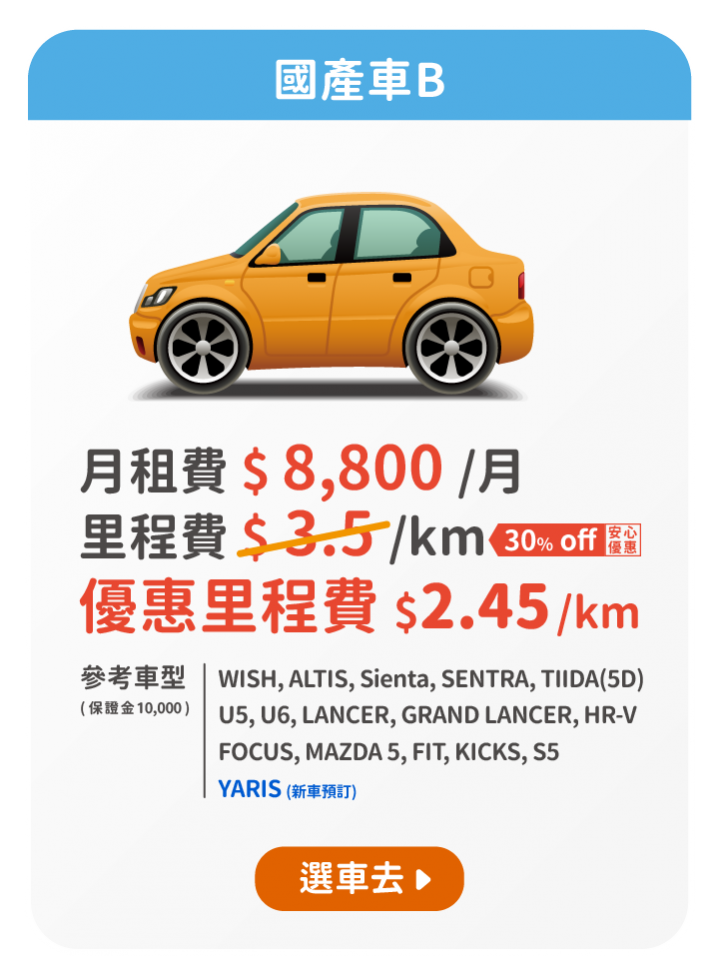 國產車B
月租費 $ 8,800 /月
里程費 $ 3.5 /km 30% off 安心優惠
優惠里程費 $2.45/km
參考車型
(保證金10,000)
WISH, ALTIS, Sienta, SENTRA, TIIDA(5D)
U5, U6, LANCER, GRAND LANCER, HR-V
FOCUS, MAZDA 5, FIT, KICKS, S5
YARIS (新車預訂)
選車去